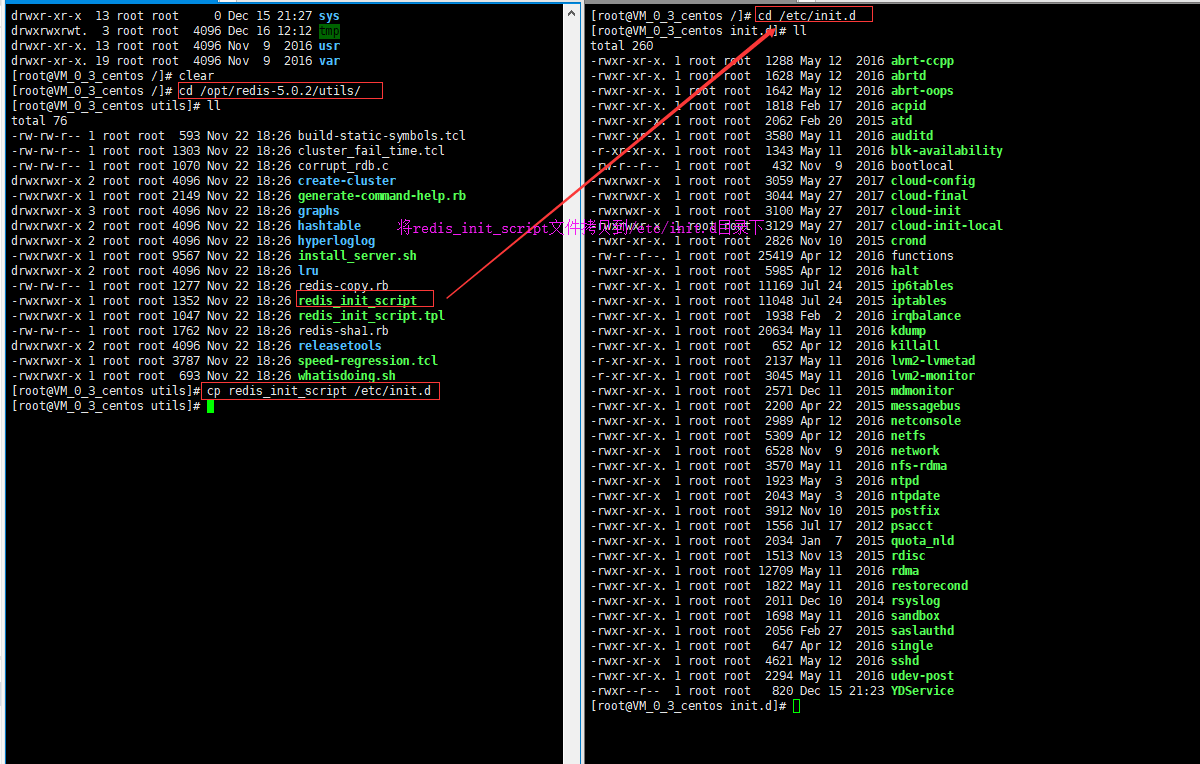 drwxr-xr-x  13 root root     0 Dec 15 21:27 sys
drwxrwxrwt.  3 root root  4096 Dec 16 12:12 tmp
drwxr-xr-x. 13 root root  4096 Nov  9  2016 usr
drwxr-xr-x. 19 root root  4096 Nov  9  2016 var
[root@VM_0_3_centos /]# clear
[root@VM_0_3_centos /]# cd /opt/redis-5.0.2/utils/
[root@VM_0_3_centos utils]# ll
total 76
-rw-rw-r-- 1 root root  593 Nov 22 18:26 build-static-symbols.tcl
-rw-rw-r-- 1 root root 1303 Nov 22 18:26 cluster_fail_time.tcl
-rw-rw-r-- 1 root root 1070 Nov 22 18:26 corrupt_rdb.c
drwxrwxr-x 2 root root 4096 Nov 22 18:26 create-cluster
-rwxrwxr-x 1 root root 2149 Nov 22 18:26 generate-command-help.rb
drwxrwxr-x 3 root root 4096 Nov 22 18:26 graphs
drwxrwxr-x 2 root root 4096 Nov 22 18:26 hashtable
drwxrwxr-x 2 root root 4096 Nov 22 18:26 hyperloglog
-rwxrwxr-x 1 root root 9567 Nov 22 18:26 install_server.sh
drwxrwxr-x 2 root root 4096 Nov 22 18:26 lru
-rw-rw-r-- 1 root root 1277 Nov 22 18:26 redis-copy.rb
-rwxrwxr-x 1 root root 1352 Nov 22 18:26 redis_init_script
-rwxrwxr-x 1 root root 1047 Nov 22 18:26 redis_init_script.tpl
-rw-rw-r-- 1 root root 1762 Nov 22 18:26 redis-sha1.rb
drwxrwxr-x 2 root root 4096 Nov 22 18:26 releasetools
-rwxrwxr-x 1 root root 3787 Nov 22 18:26 speed-regression.tcl
-rwxrwxr-x 1 root root  693 Nov 22 18:26 whatisdoing.sh
[root@VM_0_3_centos utils]# cp redis_init_script /etc/init.d
[root@VM_0_3_centos utils]#
将redis_init_script文件拷贝到/etc/init.d目录下
[root@VM_0_3_centos /]# cd /etc/init.d
[root@VM_0_3_centos init.d]# ll
total 260
-rwxr-xr-x. 1 root root  1288 May 12  2016 abrt-ccpp
-rwxr-xr-x. 1 root root  1628 May 12  2016 abrtd
-rwxr-xr-x. 1 root root  1642 May 12  2016 abrt-oops
-rwxr-xr-x. 1 root root  1818 Feb 17  2016 acpid
-rwxr-xr-x. 1 root root  2062 Feb 20  2015 atd
-rwxr-xr-x. 1 root root  3580 May 11  2016 auditd
-r-xr-xr-x. 1 root root  1343 May 11  2016 blk-availability
-rw-r--r--  1 root root   432 Nov  9  2016 bootlocal
-rwxrwxr-x  1 root root  3059 May 27  2017 cloud-config
-rwxrwxr-x  1 root root  3044 May 27  2017 cloud-final
-rwxrwxr-x  1 root root  3100 May 27  2017 cloud-init
-rwxrwxr-x  1 root root  3129 May 27  2017 cloud-init-local
-rwxr-xr-x. 1 root root  2826 Nov 10  2015 crond
-rw-r--r--. 1 root root 25419 Apr 12  2016 functions
-rwxr-xr-x. 1 root root  5985 Apr 12  2016 halt
-rwxr-xr-x. 1 root root 11169 Jul 24  2015 ip6tables
-rwxr-xr-x. 1 root root 11048 Jul 24  2015 iptables
-rwxr-xr-x. 1 root root  1938 Feb  2  2016 irqbalance
-rwxr-xr-x. 1 root root 20634 May 11  2016 kdump
-rwxr-xr-x. 1 root root   652 Apr 12  2016 killall
-r-xr-xr-x. 1 root root  2137 May 11  2016 lvm2-lvmetad
-r-xr-xr-x. 1 root root  3045 May 11  2016 lvm2-monitor
-rwxr-xr-x. 1 root root  2571 Dec 11  2015 mdmonitor
-rwxr-xr-x. 1 root root  2200 Apr 22  2015 messagebus
-rwxr-xr-x. 1 root root  2989 Apr 12  2016 netconsole
-rwxr-xr-x. 1 root root  5309 Apr 12  2016 netfs
-rwxr-xr-x  1 root root  6528 Nov  9  2016 network
-rwxr-xr-x. 1 root root  3570 May 11  2016 nfs-rdma
-rwxr-xr-x  1 root root  1923 May  3  2016 ntpd
-rwxr-xr-x  1 root root  2043 May  3  2016 ntpdate
-rwxr-xr-x. 1 root root  3912 Nov 10  2015 postfix
-rwxr-xr-x. 1 root root  1556 Jul 17  2012 psacct
-rwxr-xr-x. 1 root root  2034 Jan  7  2015 quota_nld
-rwxr-xr-x. 1 root root  1513 Nov 13  2015 rdisc
-rwxr-xr-x. 1 root root 12709 May 11  2016 rdma
-rwxr-xr-x. 1 root root  1822 May 11  2016 restorecond
-rwxr-xr-x. 1 root root  2011 Dec 10  2014 rsyslog
-rwxr-xr-x. 1 root root  1698 May 11  2016 sandbox
-rwxr-xr-x. 1 root root  2056 Feb 27  2015 saslauthd
-rwxr-xr-x. 1 root root   647 Apr 12  2016 single
-rwxr-xr-x  1 root root  4621 May 12  2016 sshd
-rwxr-xr-x. 1 root root  2294 May 11  2016 udev-post
-rwxr--r--  1 root root   820 Dec 15 21:23 YDService
[root@VM_0_3_centos init.d]#